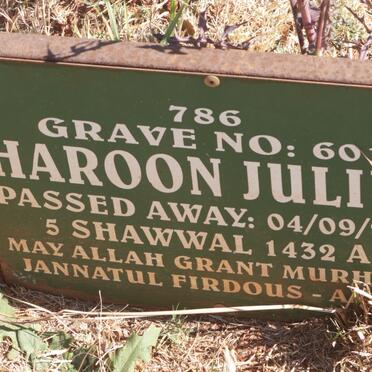 786
GRAVE NO: 60
HAROON JULI
PASSED AWAY: 04/09/
5 SHAWWAL 1432 A
MAY ALLAH GRANT MURH
JANNATUL FIRDOUS - A